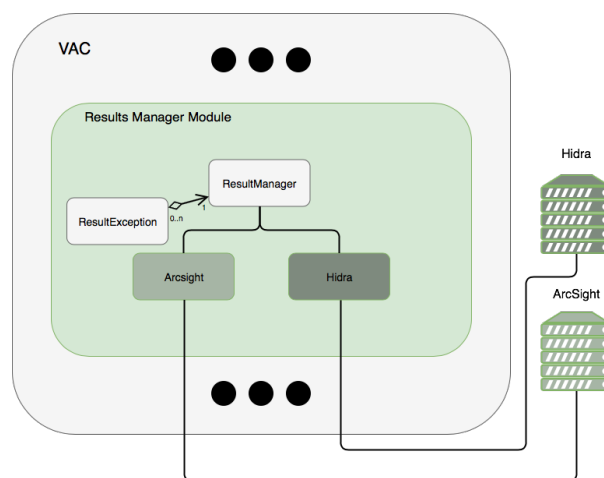 VAC
Results Manager Module
Hidra
ResultManager
ResultException
0..n
1
Arcsight
Hidra
ArcSight